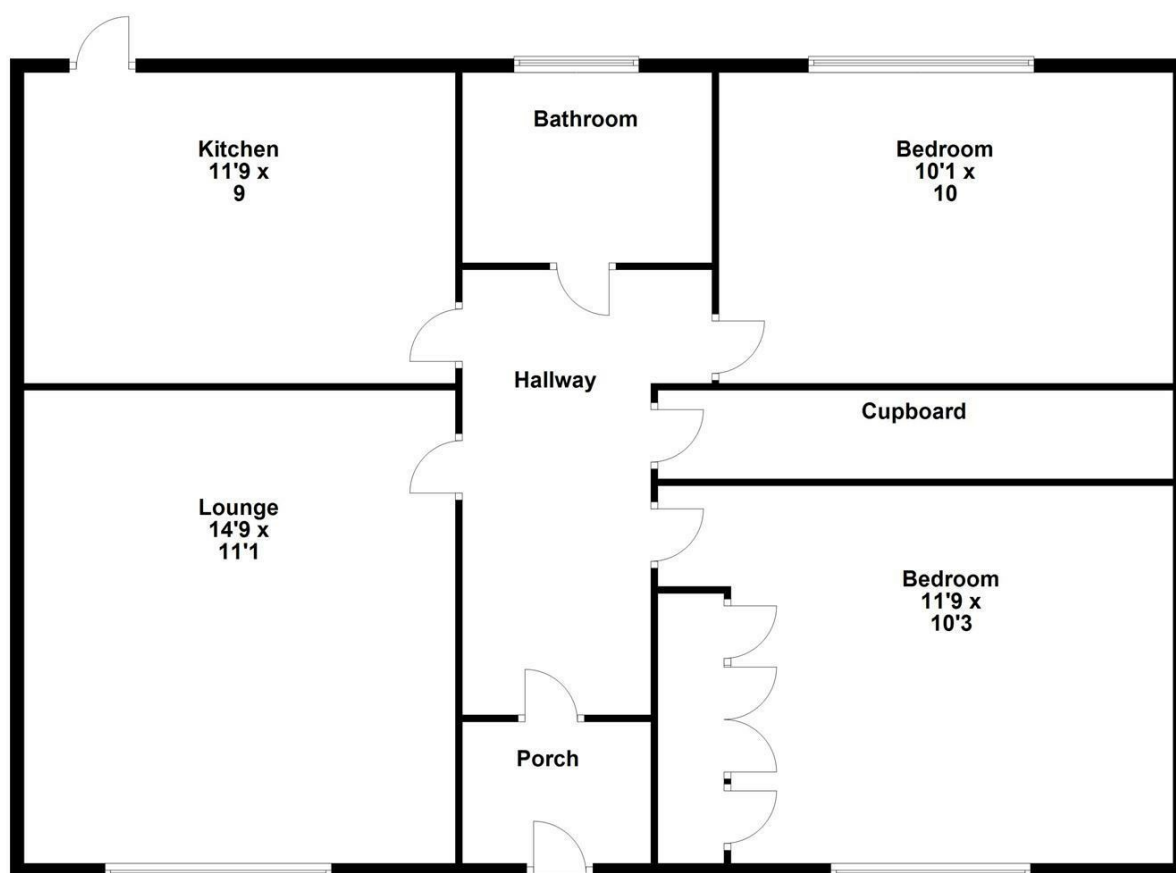 Kitchen
11'9 x
9
Bathroom
Bedroom
10'1 x
10
Hallway
Cupboard
Lounge
14'9 x
11'1
Bedroom
11'9 x
10'3
Porch